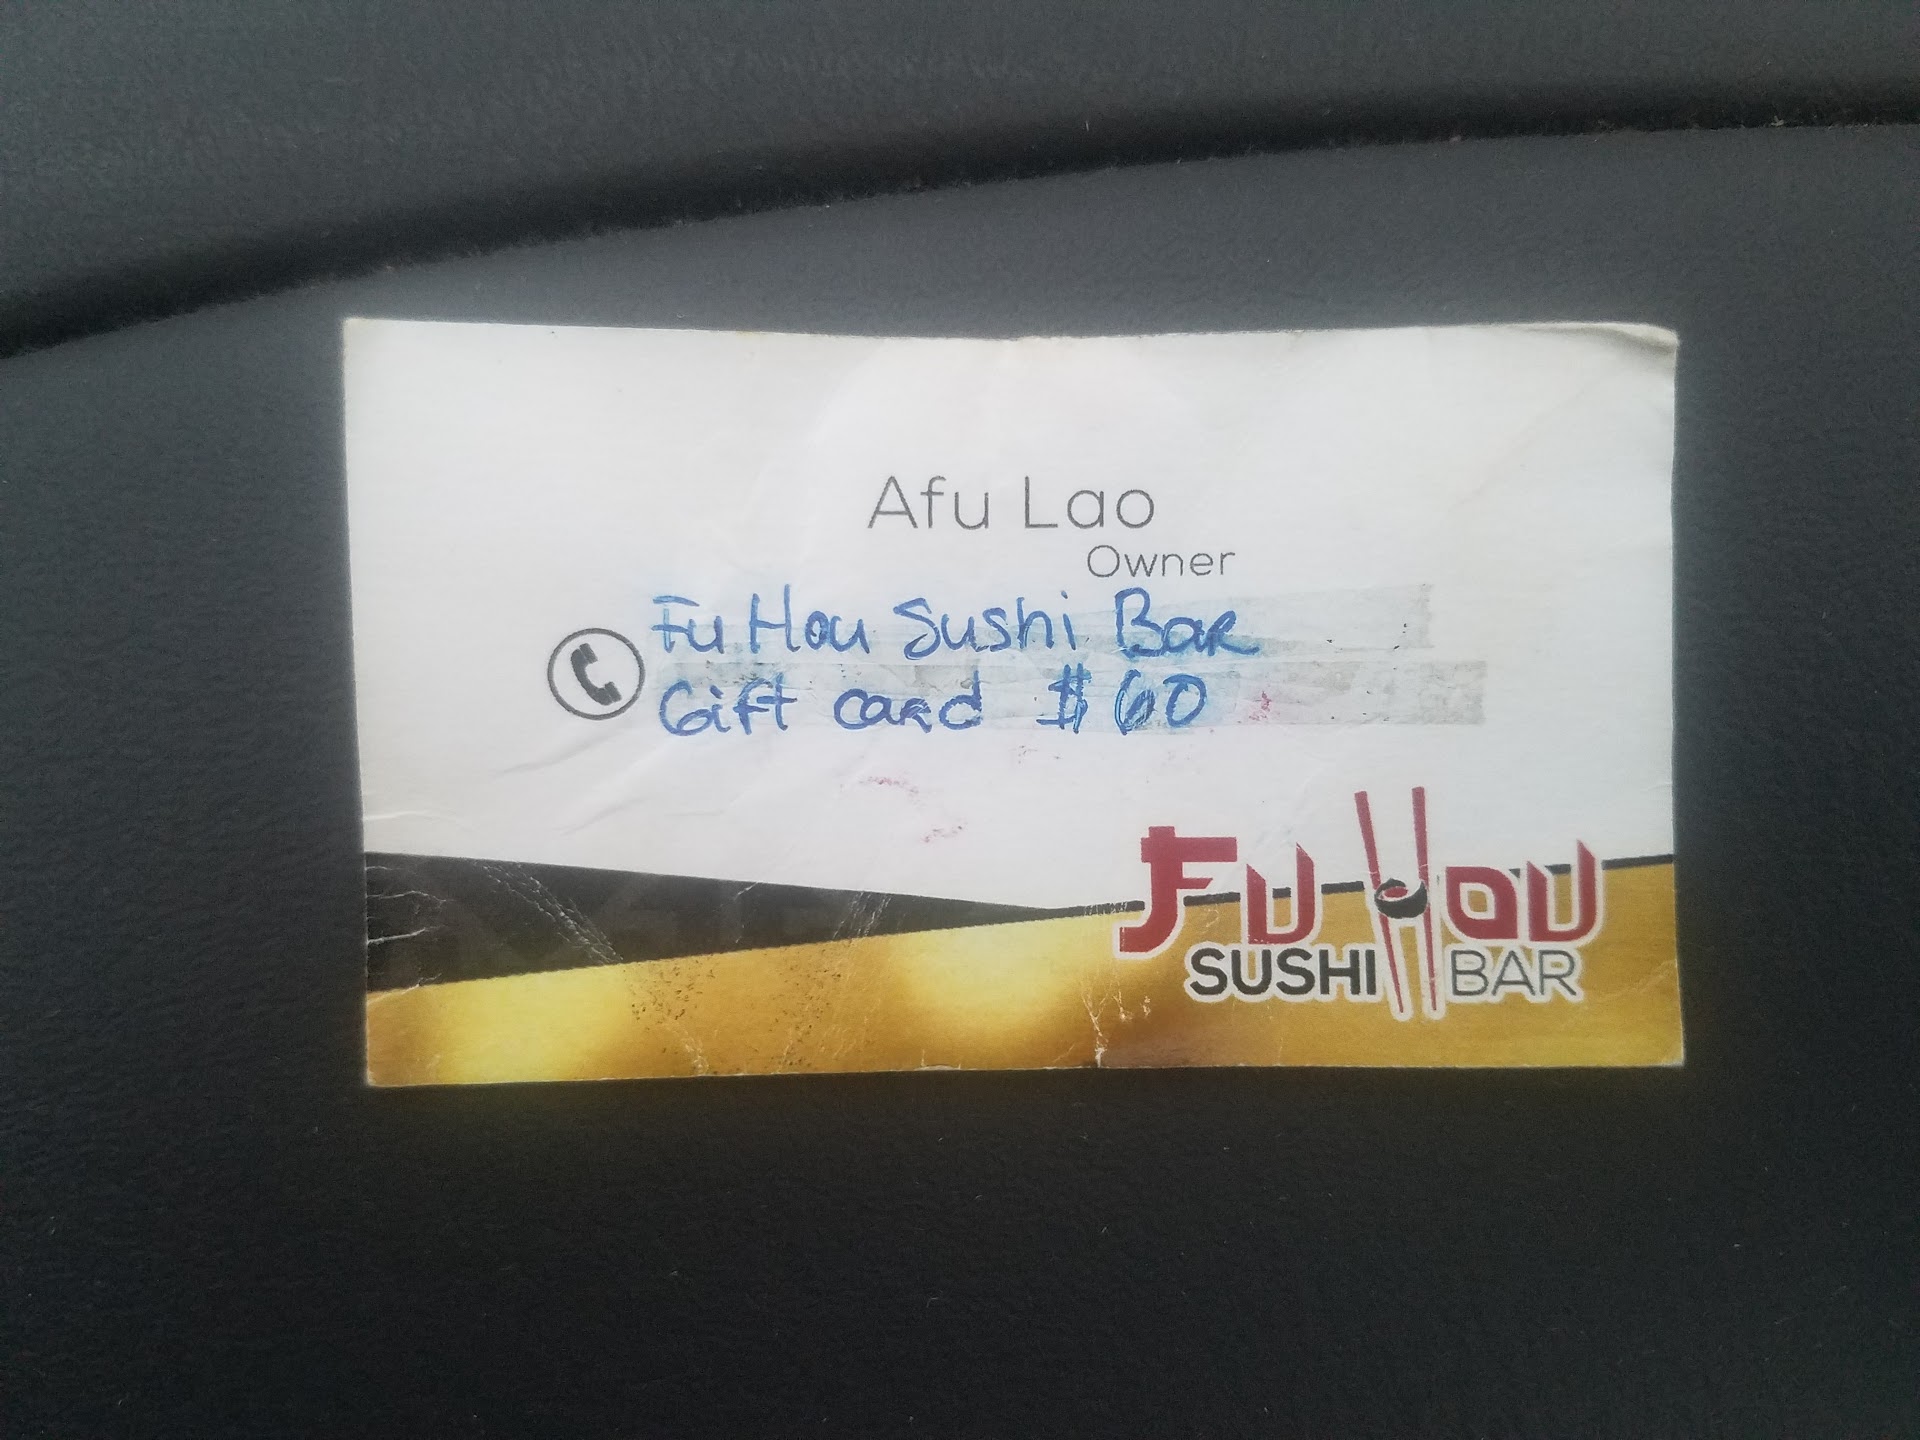 Afu Lao
Owner
Fu Hou Sushi Bar
Gift card $60
Fu Hou
SUSHI BAR